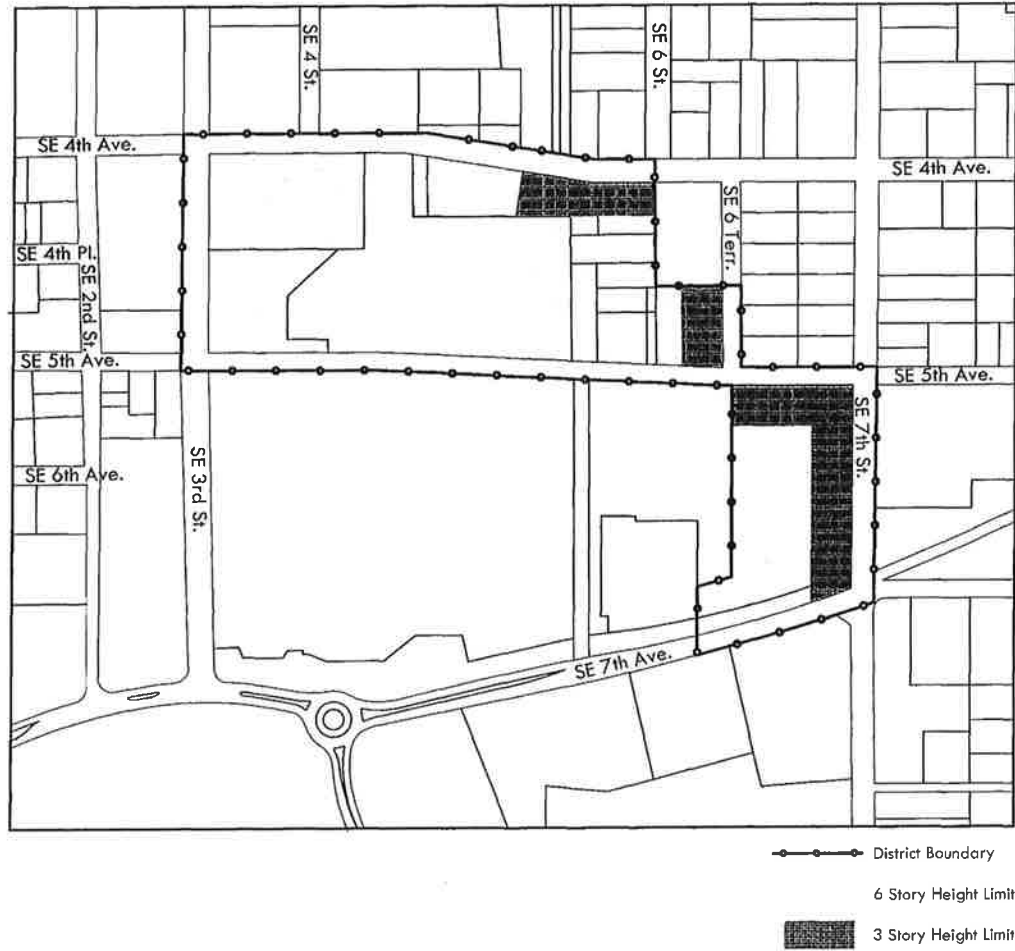 SE 4 St.
SE 6 St.
SE 4th Ave.
SE 4th Ave.
SE 4th Pl.
SE 2nd St.
SE 6 Terr.
SE 5th Ave.
SE 5th Ave.
SE 7th St.
SE 6th Ave.
SE 3rd St.
SE 7th Ave.
District Boundary
6 Story Height Limit
3 Story Height Limit